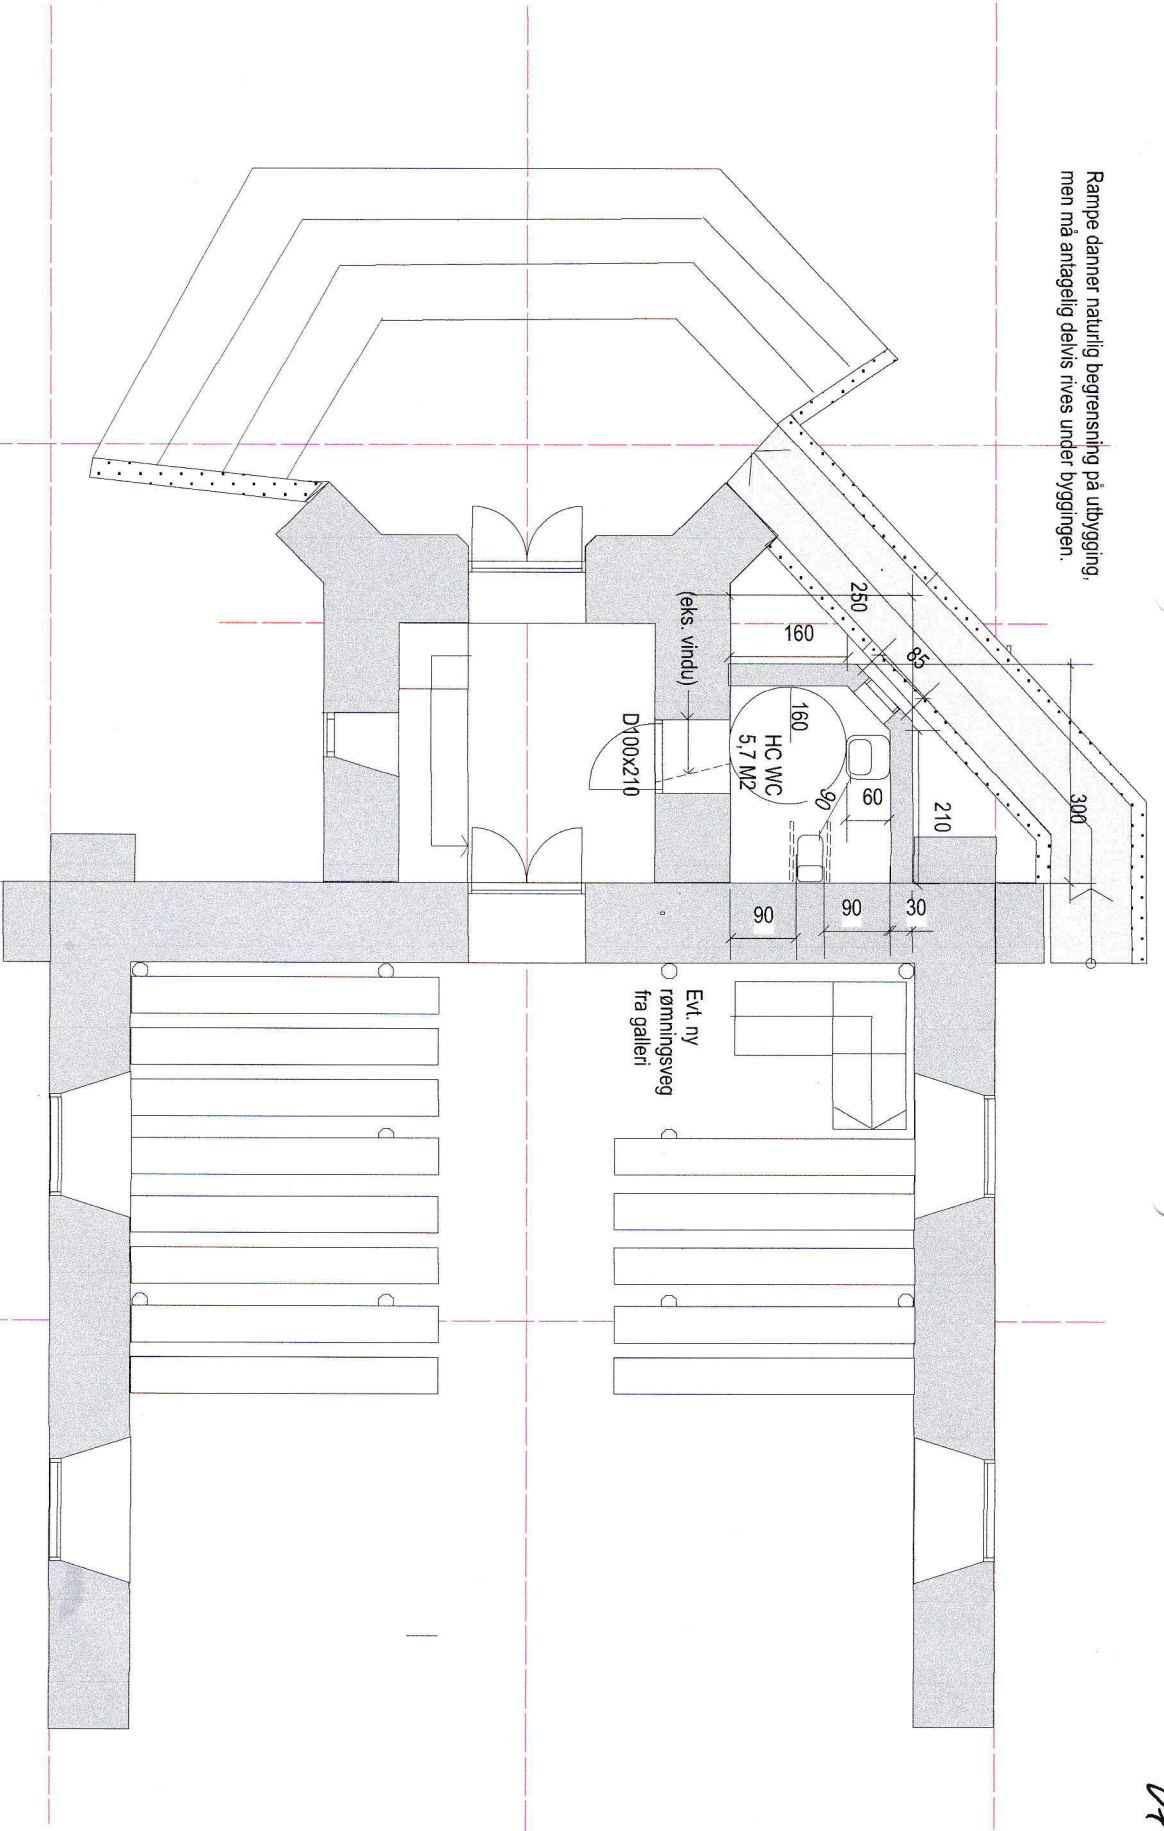 Rampe danner naturlig begrensning på utbygging,
men må antagelig delvis rives under byggingen.
250
160
85
(eks. vindu)
300
160
HC WC
5,7 M2
D100x210
90
60
210
90
90
30
Evt. ny
rømningsveg
fra galleri